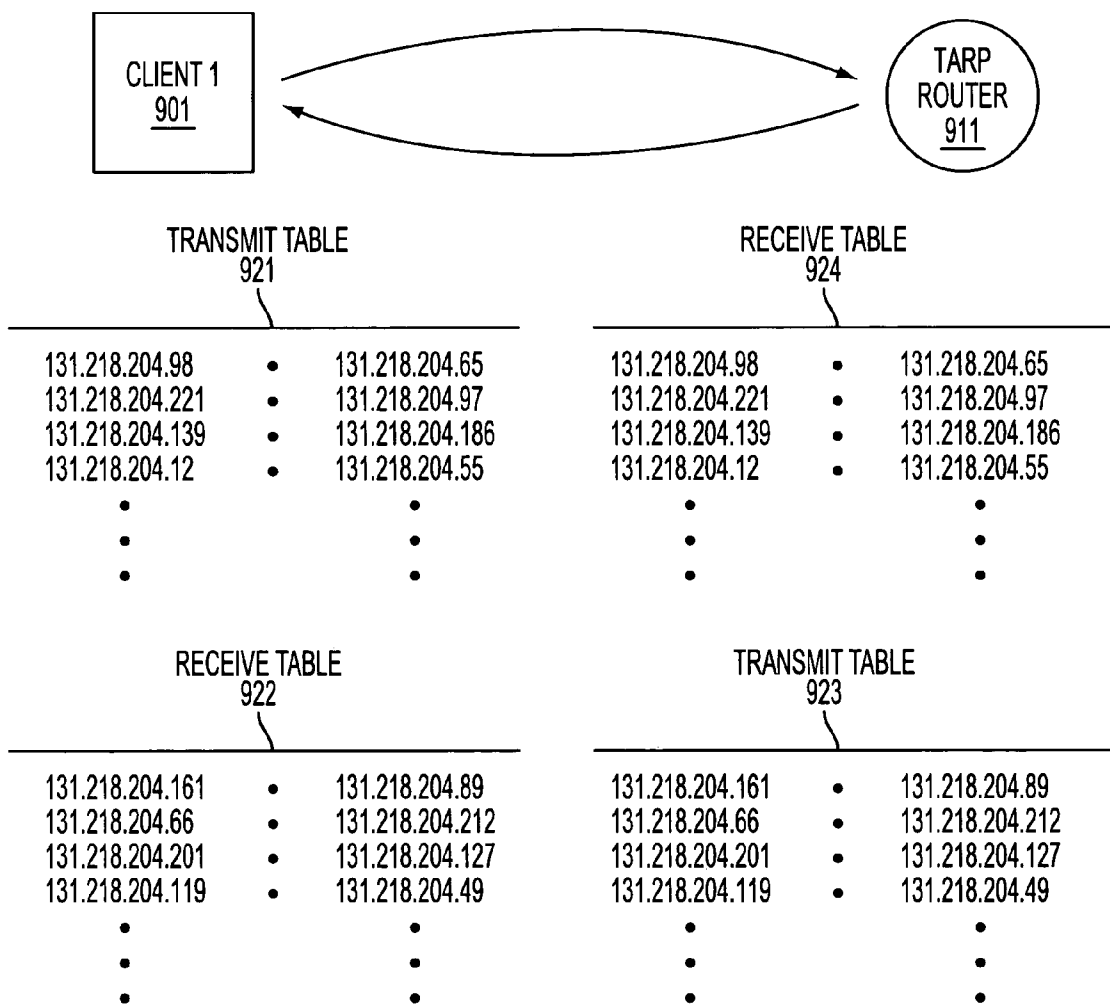 CLIENT 1
901
TARP
ROUTER
911
TRANSMIT TABLE
921
131.218.204.98 • 131.218.204.65
131.218.204.221 • 131.218.204.97
131.218.204.139 • 131.218.204.186
131.218.204.12 • 131.218.204.55
RECEIVE TABLE
924
131.218.204.98 • 131.218.204.65
131.218.204.221 • 131.218.204.97
131.218.204.139 • 131.218.204.186
131.218.204.12 • 131.218.204.55
RECEIVE TABLE
922
131.218.204.161 • 131.218.204.89
131.218.204.66 • 131.218.204.212
131.218.204.201 • 131.218.204.127
131.218.204.119 • 131.218.204.49
TRANSMIT TABLE
923
131.218.204.161 • 131.218.204.89
131.218.204.66 • 131.218.204.212
131.218.204.201 • 131.218.204.127
131.218.204.119 • 131.218.204.49